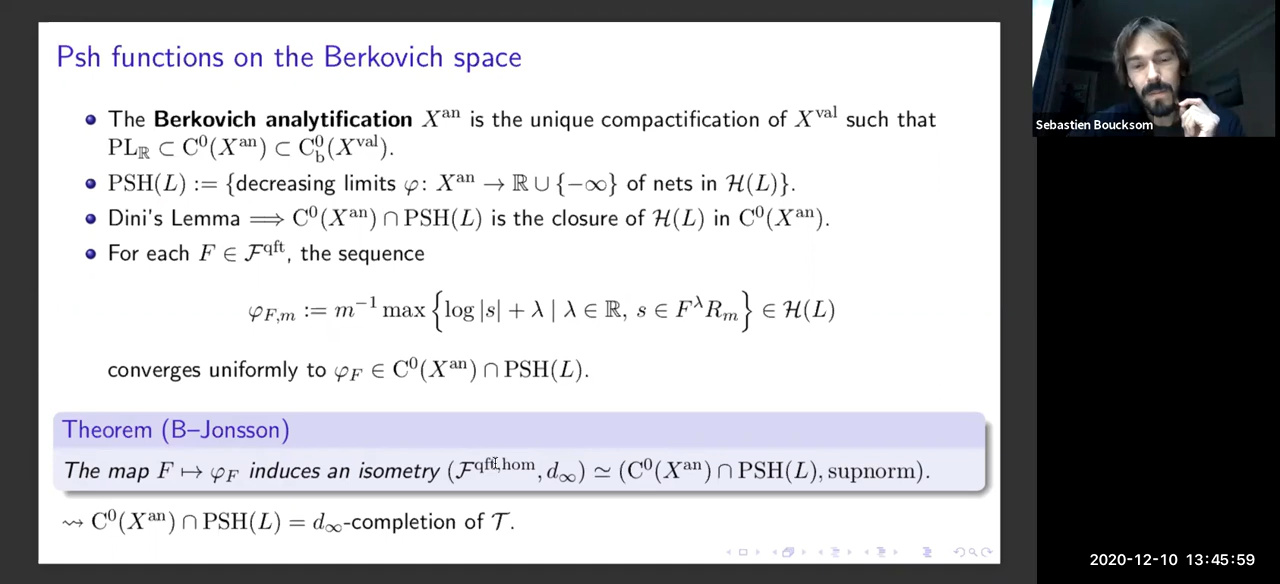 Psh functions on the Berkovich space
The Berkovich analytification X^an is the unique compactification of X^val such that
PL_ℝ ⊂ C^0(X^an) ⊂ C^0_b(X^val).
PSH(L) := {decreasing limits φ: X^an → ℝ ∪ {−∞} of nets in ℋ(L)}.
Dini's Lemma ⟹ C^0(X^an) ∩ PSH(L) is the closure of ℋ(L) in C^0(X^an).
For each F ∈ ℱ^qft, the sequence
φ_{F,m} := m^{−1} max {log |s| + λ | λ ∈ ℝ, s ∈ F^λ R_m} ∈ ℋ(L)
converges uniformly to φ_F ∈ C^0(X^an) ∩ PSH(L).
Theorem (B–Jonsson)
The map F ↦ φ_F induces an isometry (ℱ^{qft,hom}, d_∞) ≃ (C^0(X^an) ∩ PSH(L), supnorm).
⇝ C^0(X^an) ∩ PSH(L) = d_∞-completion of 𝒯.
Sebastien Boucksom
2020-12-10 13:45:59